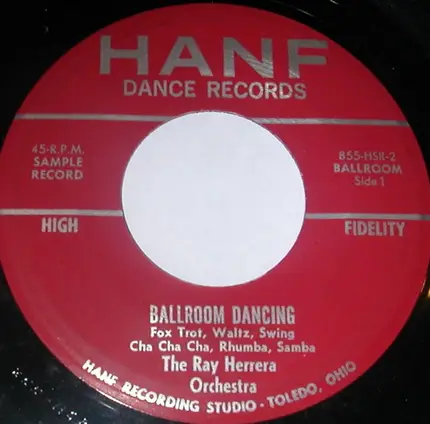 HANF
DANCE RECORDS
45-R.P.M.
SAMPLE
RECORD
855-HSR-2
BALLROOM
Side 1
HIGH
FIDELITY
BALLROOM DANCING
Fox Trot, Waltz, Swing
Cha Cha Cha, Rhumba, Samba
The Ray Herrera
Orchestra
HANF RECORDING STUDIO - TOLEDO, OHIO